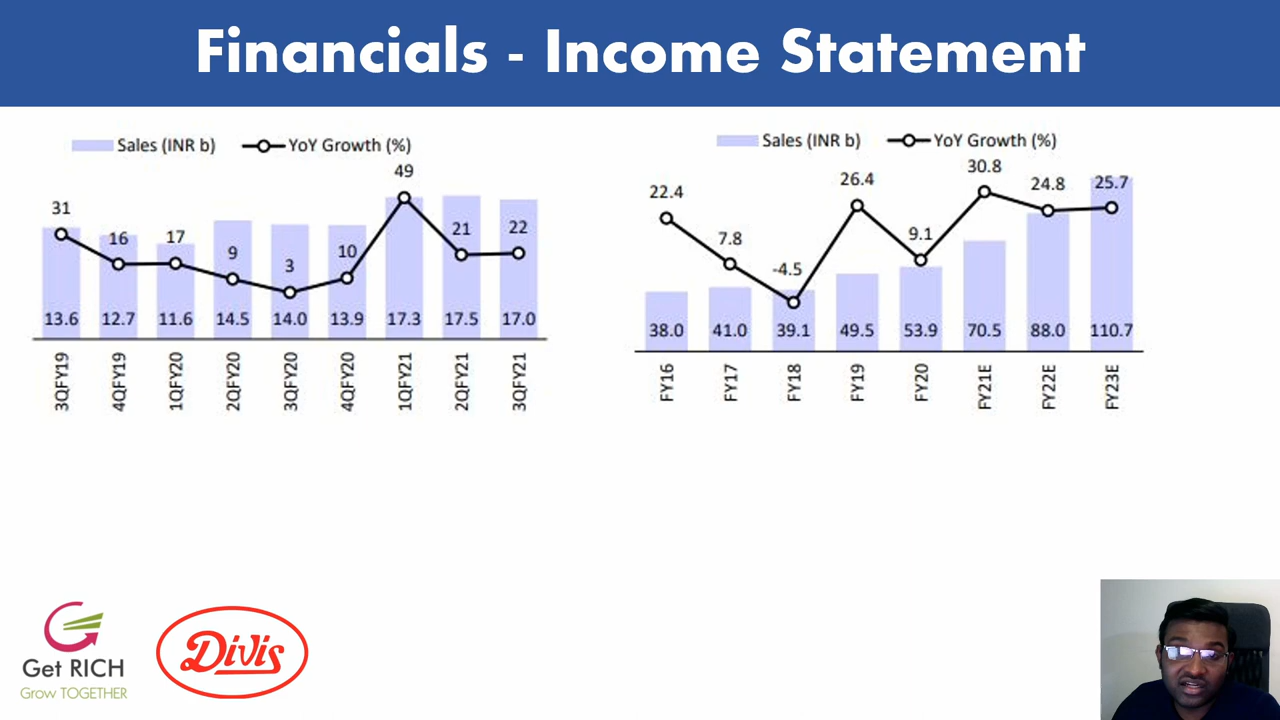 Financials - Income Statement
Sales (INR b) YoY Growth (%)
31 16 17 9 3 10 49 21 22
13.6 12.7 11.6 14.5 14.0 13.9 17.3 17.5 17.0
3QFY19 4QFY19 1QFY20 2QFY20 3QFY20 4QFY20 1QFY21 2QFY21 3QFY21
Sales (INR b) YoY Growth (%)
22.4 7.8 -4.5 26.4 9.1 30.8 24.8 25.7
38.0 41.0 39.1 49.5 53.9 70.5 88.0 110.7
FY16 FY17 FY18 FY19 FY20 FY21E FY22E FY23E
Get RICH
Grow TOGETHER
Divis